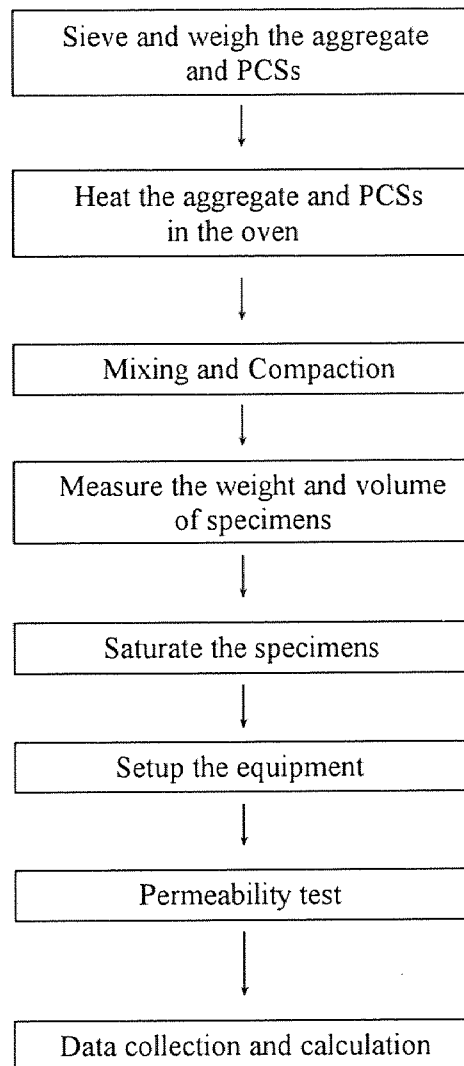 Sieve and weigh the aggregate
and PCSs
Heat the aggregate and PCSs
in the oven
Mixing and Compaction
Measure the weight and volume
of specimens
Saturate the specimens
Setup the equipment
Permeability test
Data collection and calculation